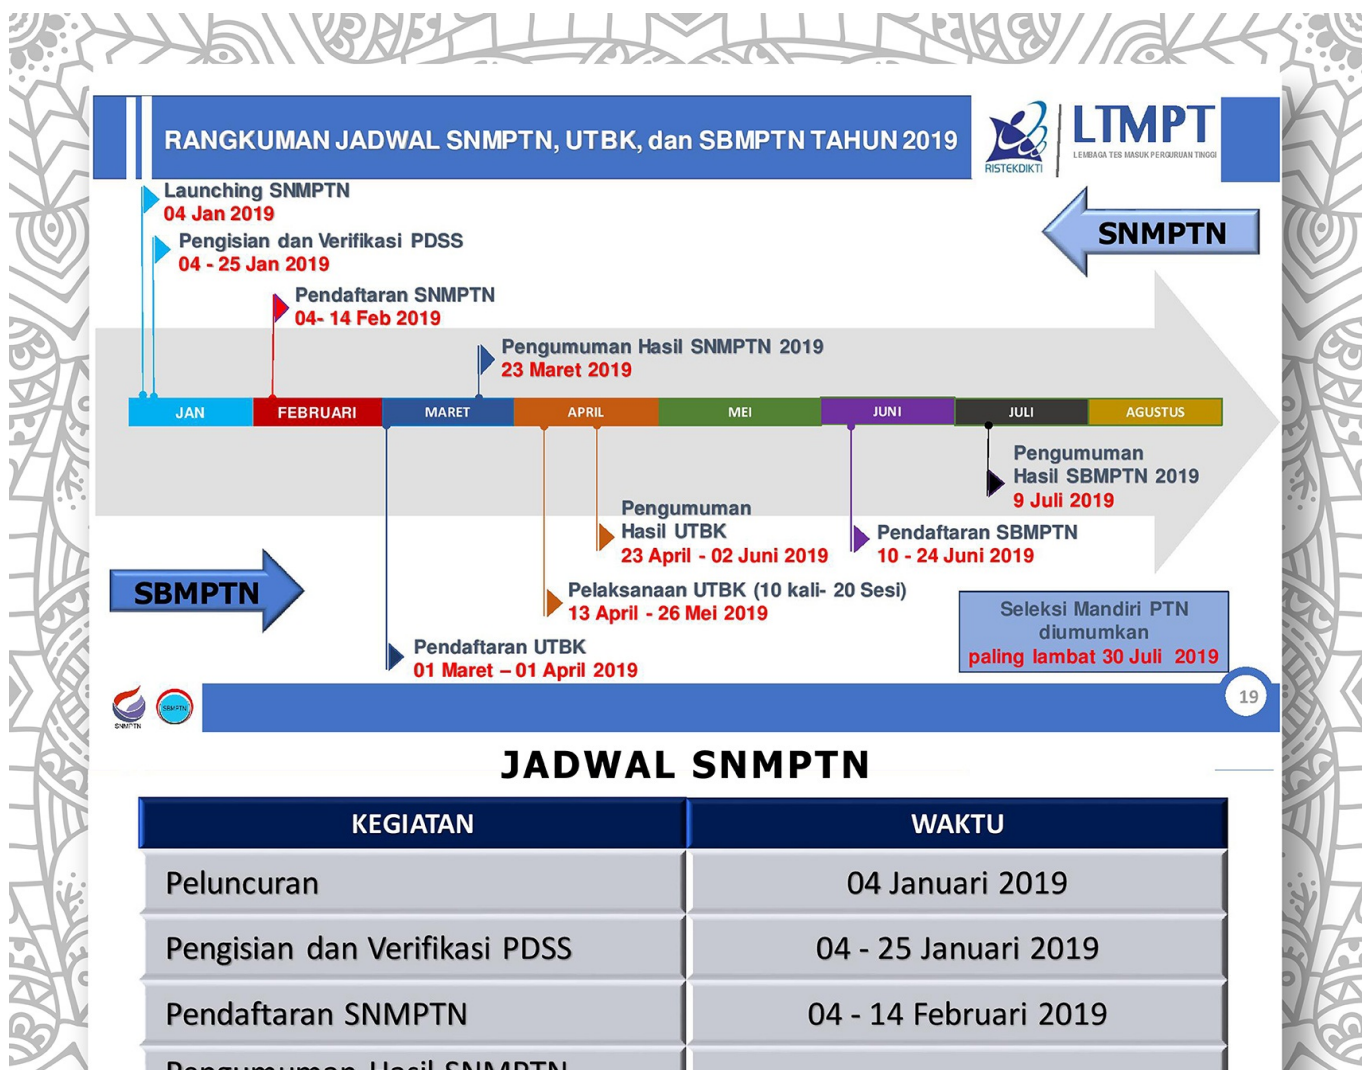 RANGKUMAN JADWAL SNMPTN, UTBK, dan SBMPTN TAHUN 2019
RISTEKDIKTI
LTMPT
LEMBAGA TES MASUK PERGURUAN TINGGI
Launching SNMPTN
04 Jan 2019
SNMPTN
Pengisian dan Verifikasi PDSS
04 - 25 Jan 2019
Pendaftaran SNMPTN
04- 14 Feb 2019
Pengumuman Hasil SNMPTN 2019
23 Maret 2019
JAN FEBRUARI MARET APRIL MEI JUNI JULI AGUSTUS
Pengumuman
Hasil SBMPTN 2019
9 Juli 2019
Pengumuman
Hasil UTBK
23 April - 02 Juni 2019
Pendaftaran SBMPTN
10 - 24 Juni 2019
SBMPTN
Pelaksanaan UTBK (10 kali- 20 Sesi)
13 April - 26 Mei 2019
Seleksi Mandiri PTN
diumumkan
paling lambat 30 Juli 2019
Pendaftaran UTBK
01 Maret – 01 April 2019
SNMPTN
SBMPTN
19
JADWAL SNMPTN
KEGIATAN WAKTU
Peluncuran 04 Januari 2019
Pengisian dan Verifikasi PDSS 04 - 25 Januari 2019
Pendaftaran SNMPTN 04 - 14 Februari 2019
Pengumuman Hasil SNMPTN